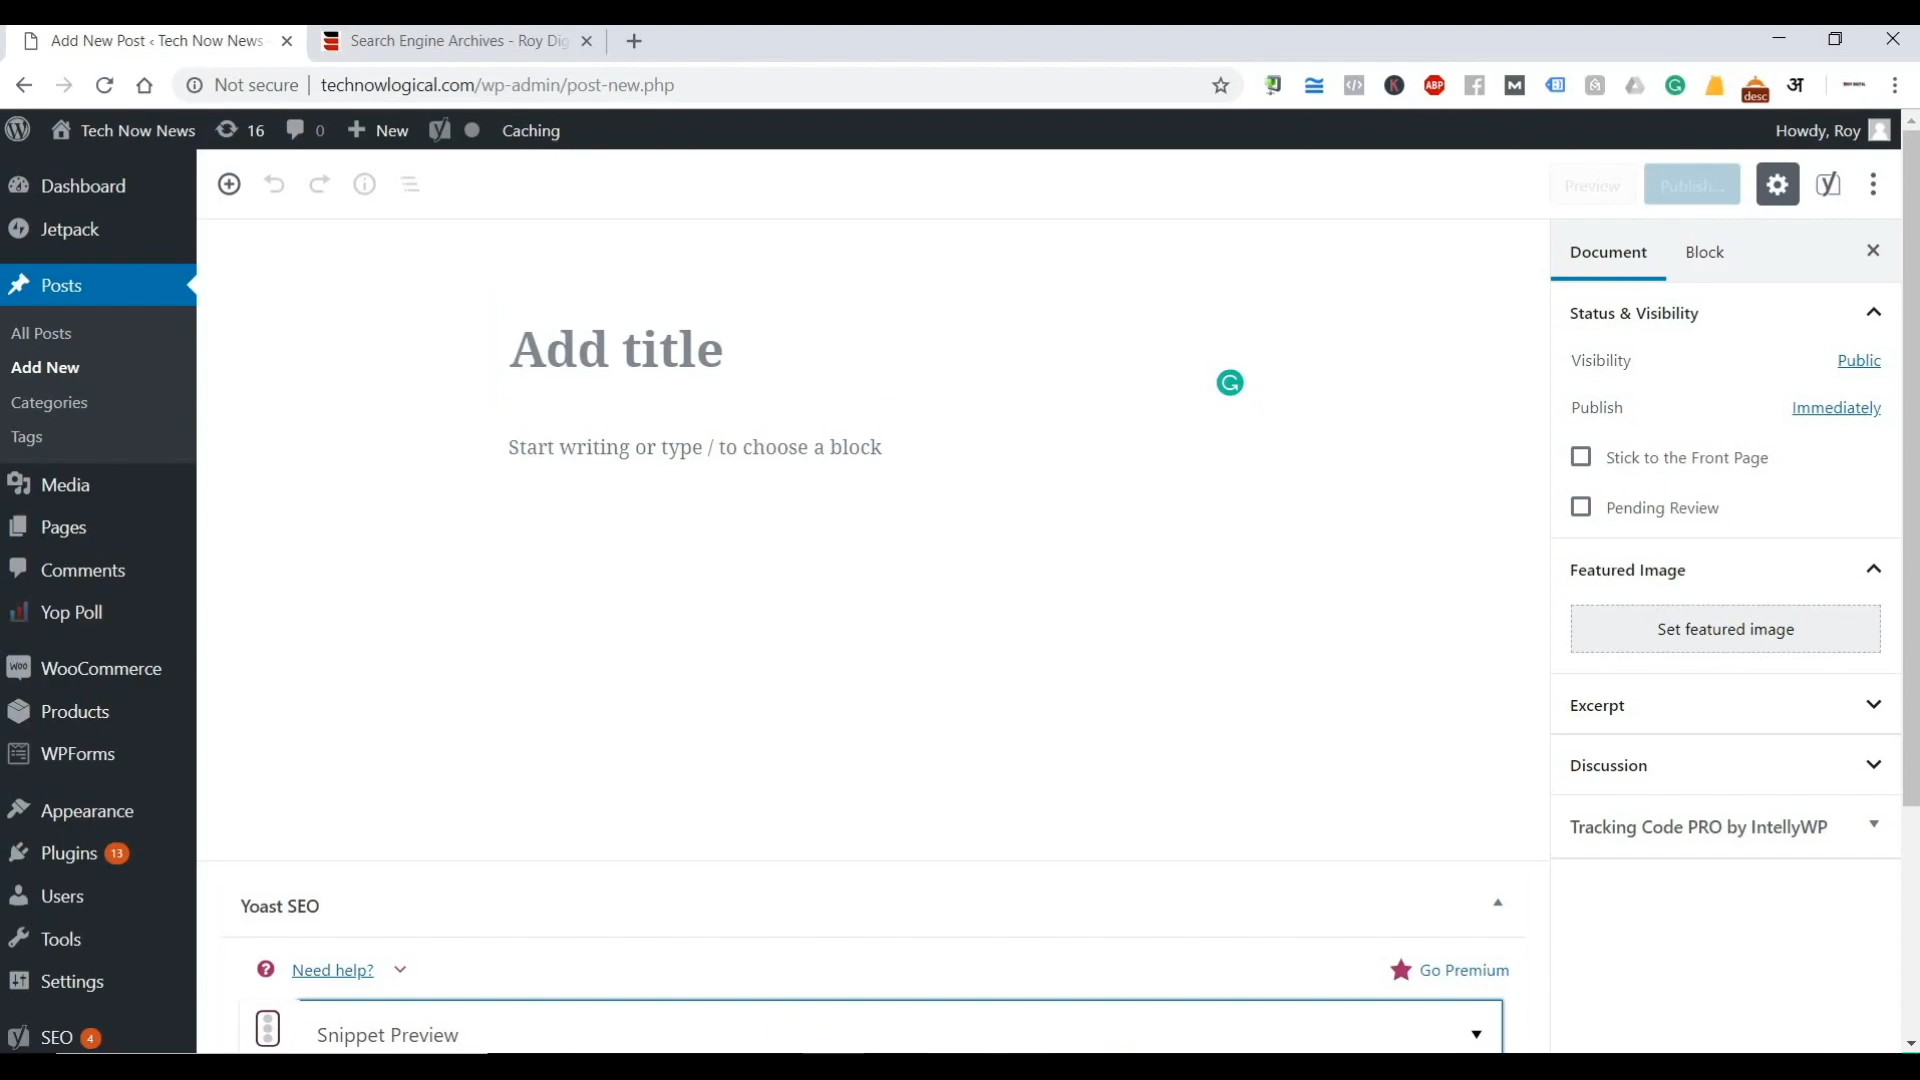 Add New Post ‹ Tech Now News
Search Engine Archives - Roy Dig
Not secure | technowlogical.com/wp-admin/post-new.php
ABP
M
desc
अ
Tech Now News 16 0 New Caching
Howdy, Roy
Dashboard
Jetpack
Posts
All Posts
Add New
Categories
Tags
Media
Pages
Comments
Yop Poll
WooCommerce
Products
WPForms
Appearance
Plugins 13
Users
Tools
Settings
SEO 4
Preview
Publish...
Add title
Start writing or type / to choose a block
Yoast SEO
Need help?
Go Premium
Snippet Preview
Document Block
Status & Visibility
Visibility Public
Publish Immediately
Stick to the Front Page
Pending Review
Featured Image
Set featured image
Excerpt
Discussion
Tracking Code PRO by IntellyWP